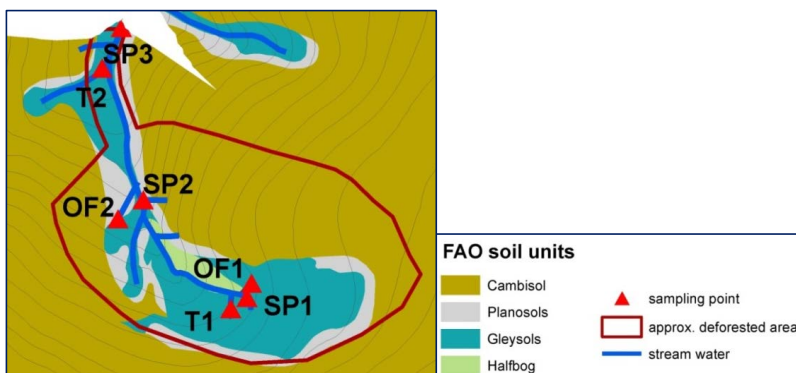 SP3
T2
SP2
OF2
OF1
SP1
T1
FAO soil units
Cambisol
Planosols
Gleysols
Halfbog
sampling point
approx. deforested area
stream water